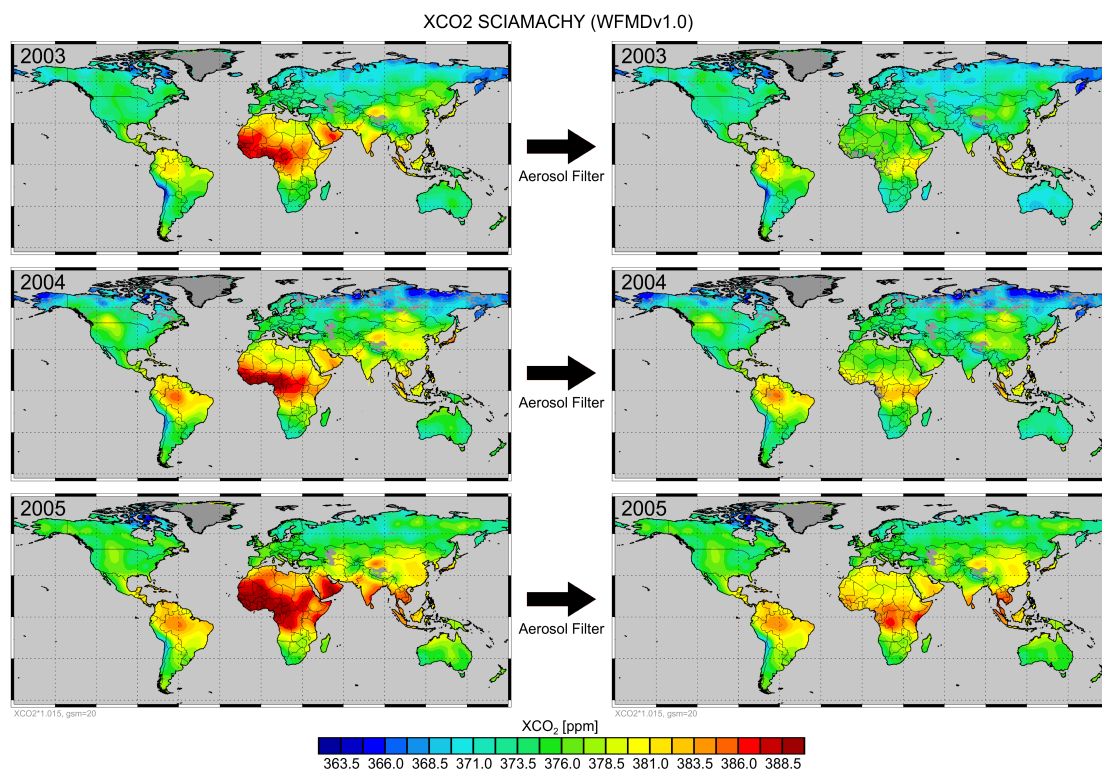 XCO2 SCIAMACHY (WFMDv1.0)
2003
2003
Aerosol Filter
2004
2004
Aerosol Filter
2005
2005
Aerosol Filter
XCO2*1.015, gsm=20
XCO2*1.015, gsm=20
XCO₂ [ppm]
363.5 366.0 368.5 371.0 373.5 376.0 378.5 381.0 383.5 386.0 388.5